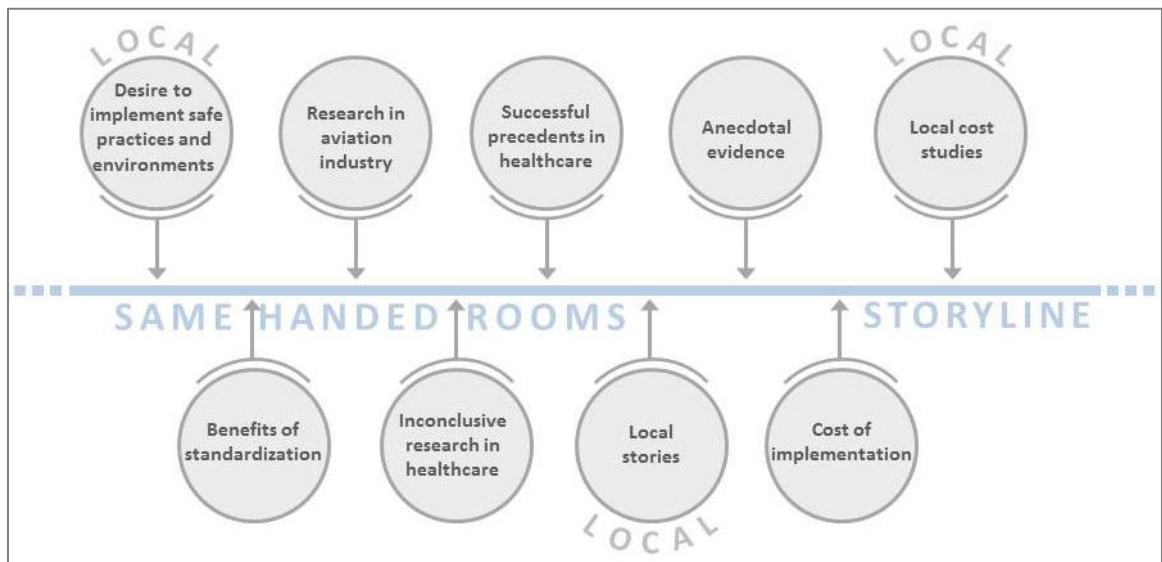 LOCAL
Desire to
implement safe
practices and
environments
Research in
aviation
industry
Successful
precedents in
healthcare
Anecdotal
evidence
LOCAL
Local cost
studies
SAME HANDED ROOMS STORYLINE
Benefits of
standardization
Inconclusive
research in
healthcare
Local
stories
LOCAL
Cost of
implementation